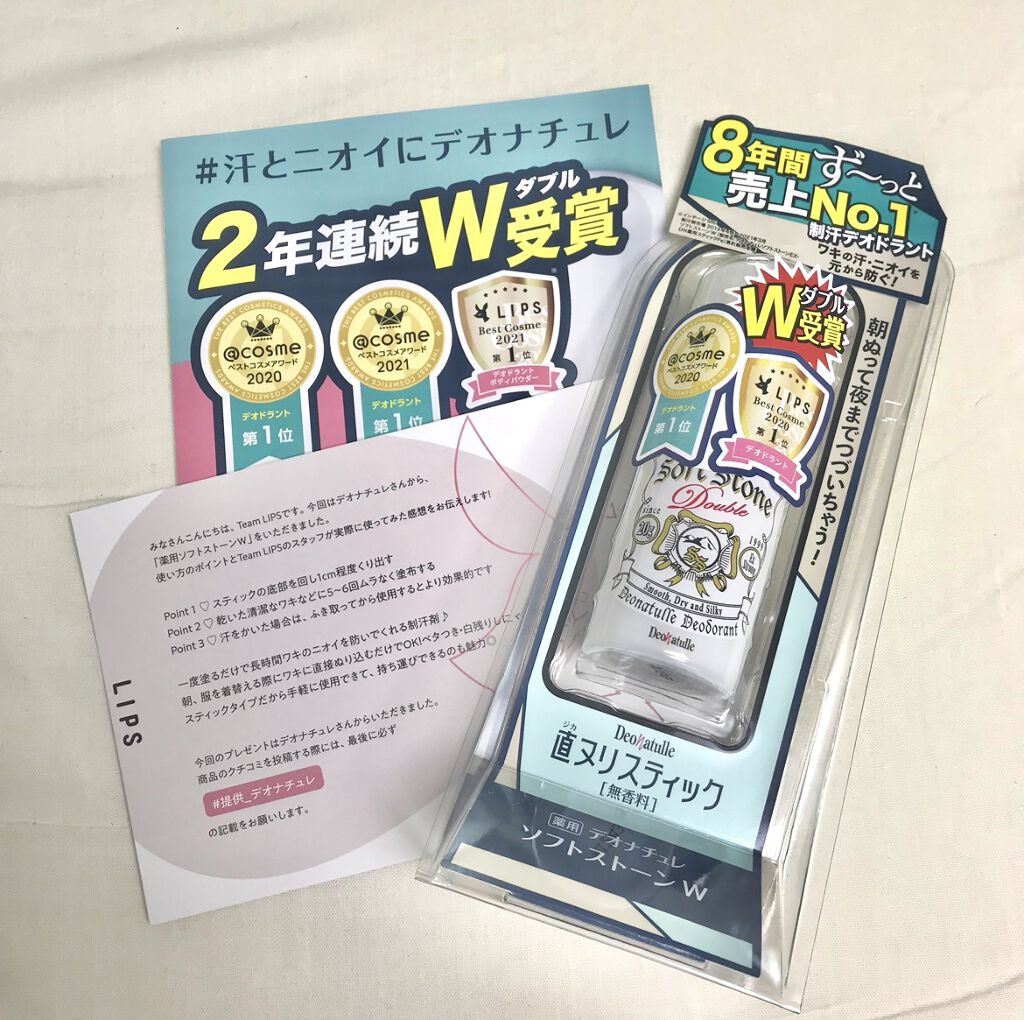 #汗とニオイにデオナチュレ
2年連続W受賞
ダブル
@cosme
ベストコスメアワード
2020
デオドラント
第1位
@cosme
ベストコスメアワード
2021
デオドラント
第1位
LIPS
Best Cosme
2021
第1位
デオドラント
ボディパウダー
みなさんこんにちは、Team LIPSです。今回はデオナチュレさんから、
「薬用ソフトストーンW」をいただきました。
使い方のポイントとTeam LIPSのスタッフが実際に使ってみた感想をお伝えします!
Point 1 ♡ スティックの底部を回し1cm程度くり出す
Point 2 ♡ 乾いた清潔なワキなどに5~6回ムラなく塗布する
Point 3 ♡ 汗をかいた場合は、ふき取ってから使用するとより効果的です
一度塗るだけで長時間ワキのニオイを防いでくれる制汗剤♪
朝、服を着替える際にワキに直接ぬり込むだけでOK!ベタつき・白残りしにく
スティックタイプだから手軽に使用できて、持ち運びできるのも魅力◎
今回のプレゼントはデオナチュレさんからいただきました。
商品のクチコミを投稿する際には、最後に必ず
#提供_デオナチュレ
の記載をお願いします。
LIPS
8年間ず〜っと
売上No.1
制汗デオドラント
ワキの汗・ニオイを
元から防ぐ!
ダブル
W受賞
@cosme
ベストコスメアワード
2020
デオドラント
第1位
LIPS
Best Cosme
2020
第1位
デオドラント
朝ぬって夜までつづいちゃう!
Soft Stone
Double
since
1991
20g
Smooth, Dry and Silky
Deonatulle Deodorant
Deonatulle
Deonatulle
ジカ
直ヌリスティック
[無香料]
薬用 デオナチュレ
ソフトストーンW